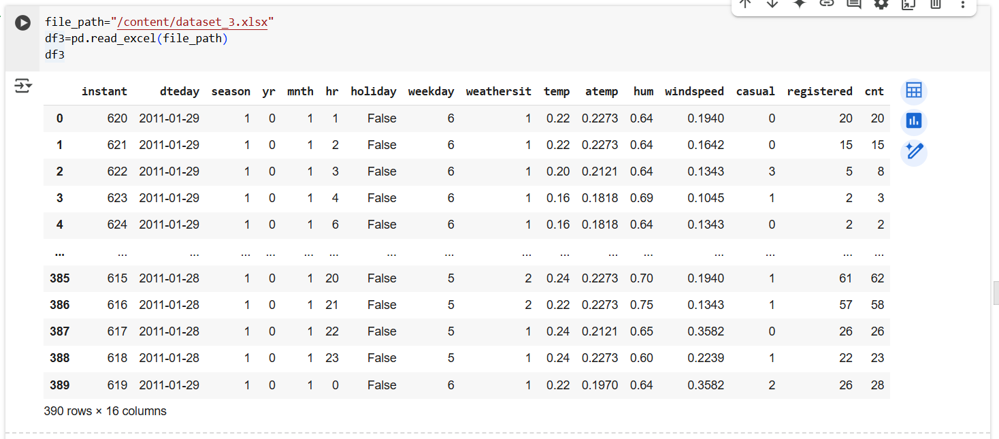 file_path="/content/dataset_3.xlsx"
df3=pd.read_excel(file_path)
df3
instant dteday season yr mnth hr holiday weekday weathersit temp atemp hum windspeed casual registered cnt
0 620 2011-01-29 1 0 1 1 False 6 1 0.22 0.2273 0.64 0.1940 0 20 20
1 621 2011-01-29 1 0 1 2 False 6 1 0.22 0.2273 0.64 0.1642 0 15 15
2 622 2011-01-29 1 0 1 3 False 6 1 0.20 0.2121 0.64 0.1343 3 5 8
3 623 2011-01-29 1 0 1 4 False 6 1 0.16 0.1818 0.69 0.1045 1 2 3
4 624 2011-01-29 1 0 1 6 False 6 1 0.16 0.1818 0.64 0.1343 0 2 2
... ... ... ... ... ... ... ... ... ... ... ... ... ... ... ... ...
385 615 2011-01-28 1 0 1 20 False 5 2 0.24 0.2273 0.70 0.1940 1 61 62
386 616 2011-01-28 1 0 1 21 False 5 2 0.22 0.2273 0.75 0.1343 1 57 58
387 617 2011-01-28 1 0 1 22 False 5 1 0.24 0.2121 0.65 0.3582 0 26 26
388 618 2011-01-28 1 0 1 23 False 5 1 0.24 0.2273 0.60 0.2239 1 22 23
389 619 2011-01-29 1 0 1 0 False 6 1 0.22 0.1970 0.64 0.3582 2 26 28
390 rows × 16 columns